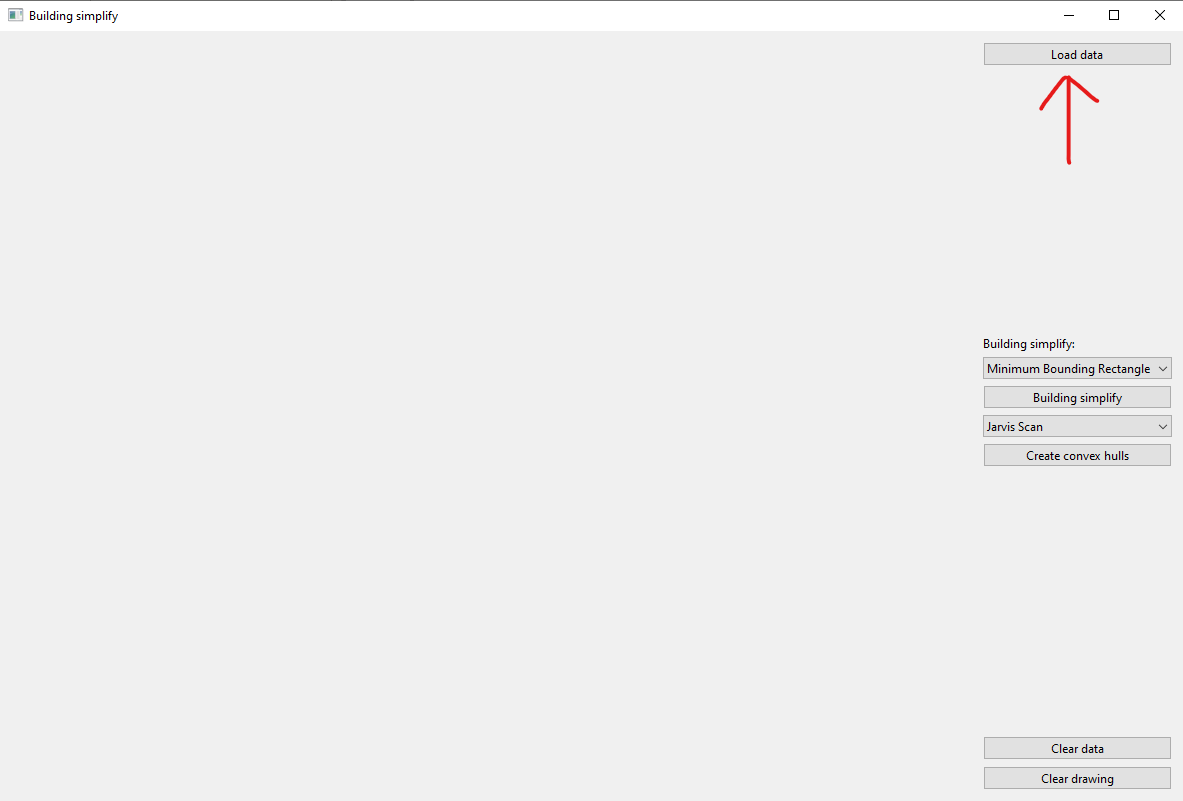 Building simplify
Load data
Building simplify:
Minimum Bounding Rectangle
Building simplify
Jarvis Scan
Create convex hulls
Clear data
Clear drawing